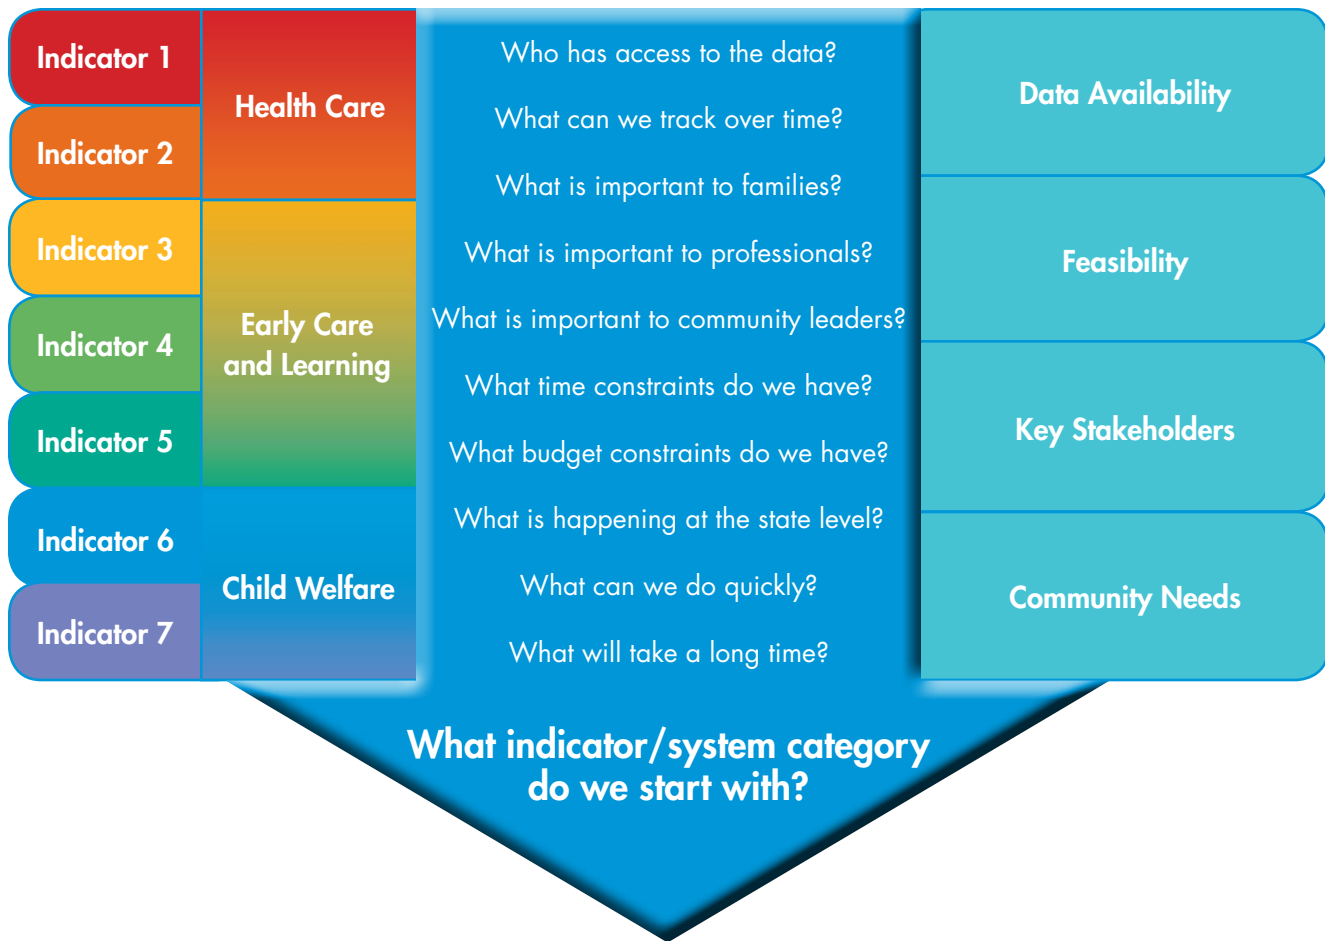 Indicator 1
Indicator 2
Indicator 3
Indicator 4
Indicator 5
Indicator 6
Indicator 7
Health Care
Early Care
and Learning
Child Welfare
Who has access to the data?
What can we track over time?
What is important to families?
What is important to professionals?
What is important to community leaders?
What time constraints do we have?
What budget constraints do we have?
What is happening at the state level?
What can we do quickly?
What will take a long time?
Data Availability
Feasibility
Key Stakeholders
Community Needs
What indicator/system category
do we start with?